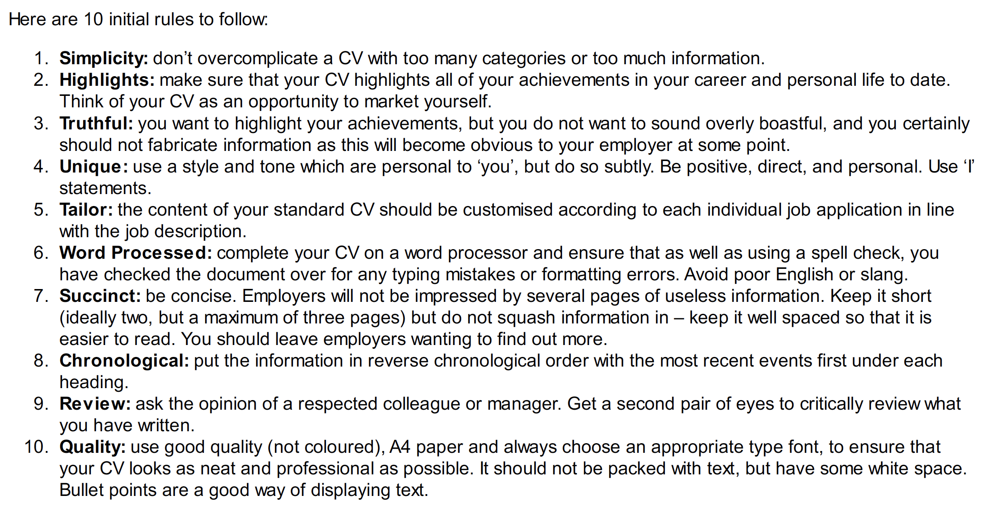 Here are 10 initial rules to follow:
1. Simplicity: don’t overcomplicate a CV with too many categories or too much information.
2. Highlights: make sure that your CV highlights all of your achievements in your career and personal life to date.
Think of your CV as an opportunity to market yourself.
3. Truthful: you want to highlight your achievements, but you do not want to sound overly boastful, and you certainly
should not fabricate information as this will become obvious to your employer at some point.
4. Unique: use a style and tone which are personal to ‘you’, but do so subtly. Be positive, direct, and personal. Use ‘I’
statements.
5. Tailor: the content of your standard CV should be customised according to each individual job application in line
with the job description.
6. Word Processed: complete your CV on a word processor and ensure that as well as using a spell check, you
have checked the document over for any typing mistakes or formatting errors. Avoid poor English or slang.
7. Succinct: be concise. Employers will not be impressed by several pages of useless information. Keep it short
(ideally two, but a maximum of three pages) but do not squash information in – keep it well spaced so that it is
easier to read. You should leave employers wanting to find out more.
8. Chronological: put the information in reverse chronological order with the most recent events first under each
heading.
9. Review: ask the opinion of a respected colleague or manager. Get a second pair of eyes to critically review what
you have written.
10. Quality: use good quality (not coloured), A4 paper and always choose an appropriate type font, to ensure that
your CV looks as neat and professional as possible. It should not be packed with text, but have some white space.
Bullet points are a good way of displaying text.